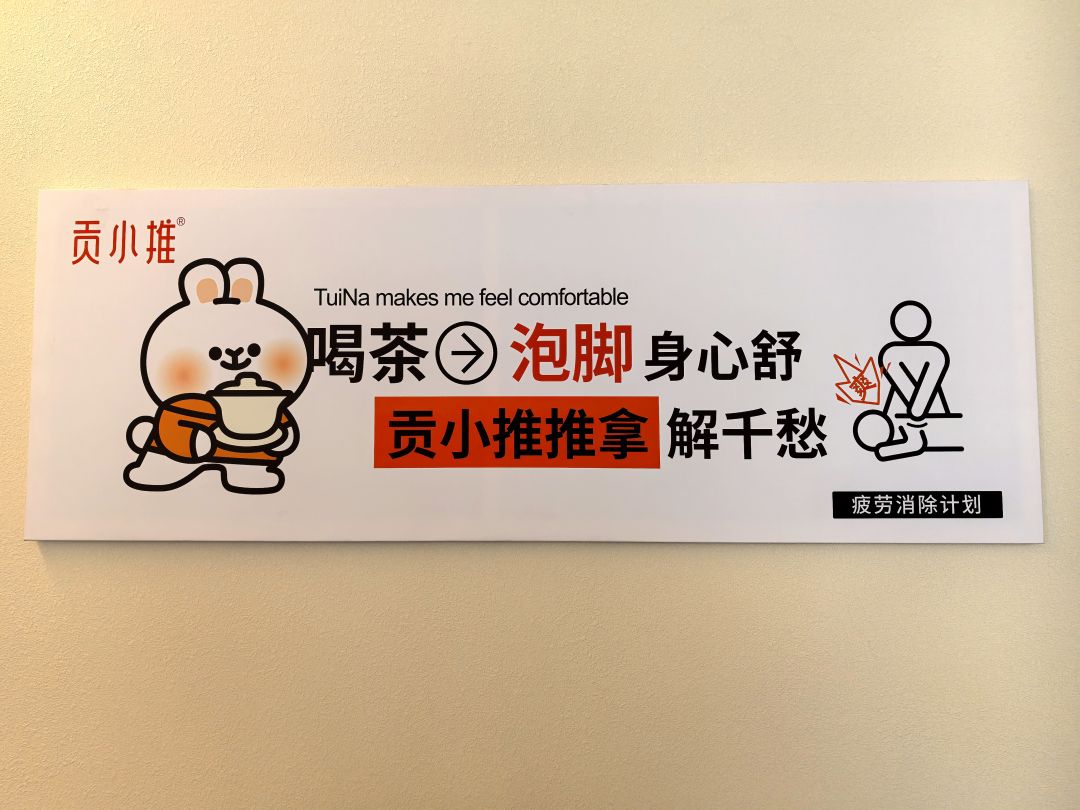 贡小推®
TuiNa makes me feel comfortable
喝茶→泡脚 身心舒
贡小推推拿 解千愁
爽
疲劳消除计划